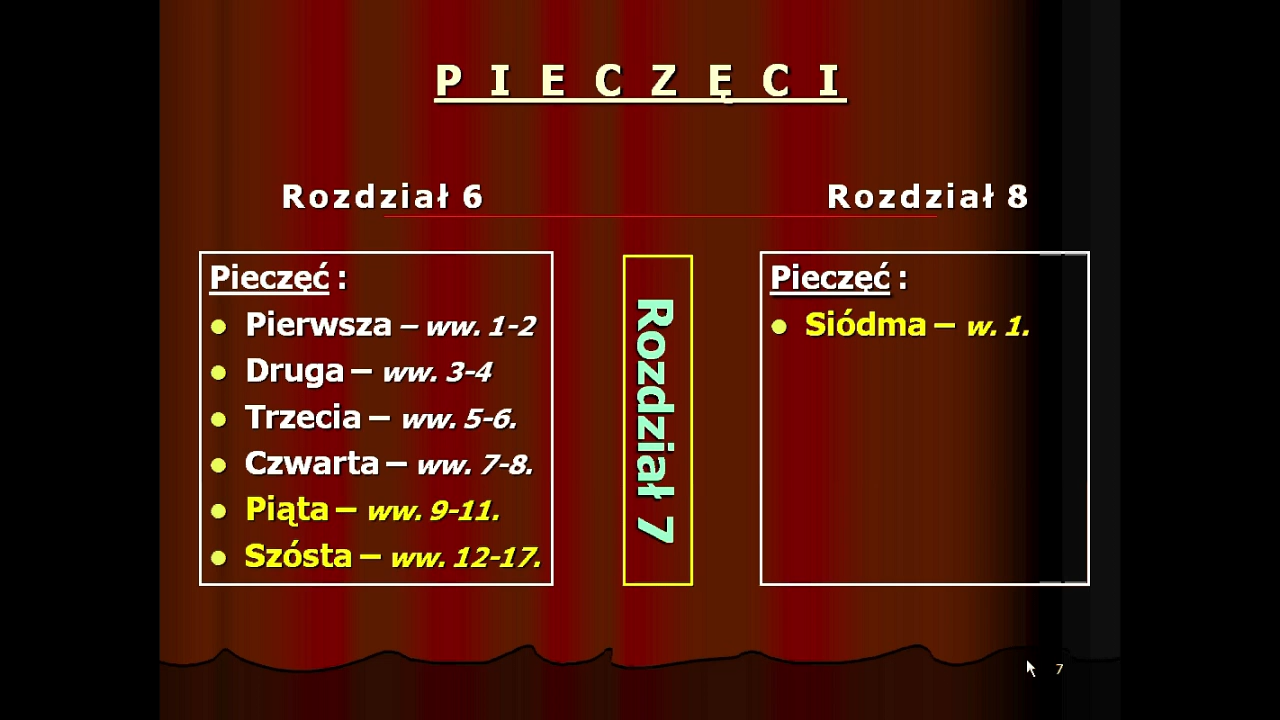 P I E C Z Ę C I
Rozdział 6
Rozdział 8
Pieczęć :
Pierwsza – ww. 1-2
Druga – ww. 3-4
Trzecia – ww. 5-6.
Czwarta – ww. 7-8.
Piąta – ww. 9-11.
Szósta – ww. 12-17.
Rozdział 7
Pieczęć :
Siódma – w. 1.
7